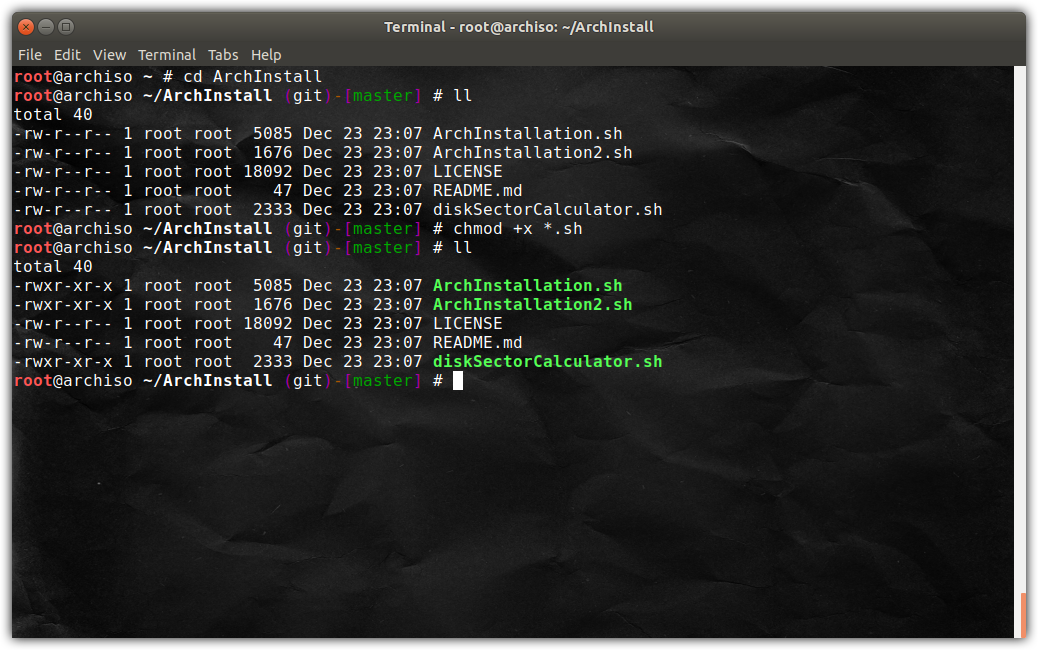 Terminal - root@archiso: ~/ArchInstall
File Edit View Terminal Tabs Help
root@archiso ~ # cd ArchInstall
root@archiso ~/ArchInstall (git)-[master] # ll
total 40
-rw-r--r-- 1 root root  5085 Dec 23 23:07 ArchInstallation.sh
-rw-r--r-- 1 root root  1676 Dec 23 23:07 ArchInstallation2.sh
-rw-r--r-- 1 root root 18092 Dec 23 23:07 LICENSE
-rw-r--r-- 1 root root    47 Dec 23 23:07 README.md
-rw-r--r-- 1 root root  2333 Dec 23 23:07 diskSectorCalculator.sh
root@archiso ~/ArchInstall (git)-[master] # chmod +x *.sh
root@archiso ~/ArchInstall (git)-[master] # ll
total 40
-rwxr-xr-x 1 root root  5085 Dec 23 23:07 ArchInstallation.sh
-rwxr-xr-x 1 root root  1676 Dec 23 23:07 ArchInstallation2.sh
-rw-r--r-- 1 root root 18092 Dec 23 23:07 LICENSE
-rw-r--r-- 1 root root    47 Dec 23 23:07 README.md
-rwxr-xr-x 1 root root  2333 Dec 23 23:07 diskSectorCalculator.sh
root@archiso ~/ArchInstall (git)-[master] #